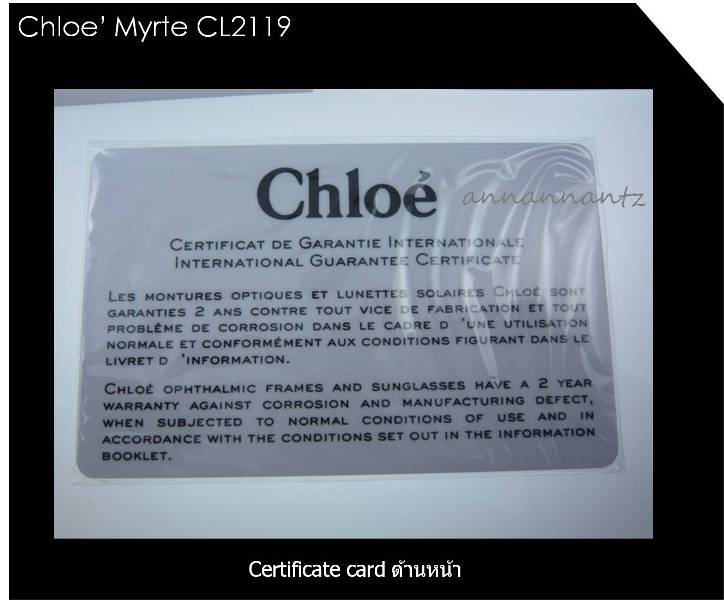 Chloe’ Myrte CL2119
Chloé
annannantz
CERTIFICAT DE GARANTIE INTERNATIONALE
INTERNATIONAL GUARANTEE CERTIFICATE
LES MONTURES OPTIQUES ET LUNETTES SOLAIRES CHLOÉ SONT
GARANTIES 2 ANS CONTRE TOUT VICE DE FABRICATION ET TOUT
PROBLÈME DE CORROSION DANS LE CADRE D 'UNE UTILISATION
NORMALE ET CONFORMÉMENT AUX CONDITIONS FIGURANT DANS LE
LIVRET D 'INFORMATION.
CHLOÉ OPHTHALMIC FRAMES AND SUNGLASSES HAVE A 2 YEAR
WARRANTY AGAINST CORROSION AND MANUFACTURING DEFECT,
WHEN SUBJECTED TO NORMAL CONDITIONS OF USE AND IN
ACCORDANCE WITH THE CONDITIONS SET OUT IN THE INFORMATION
BOOKLET.
Certificate card ด้านหน้า